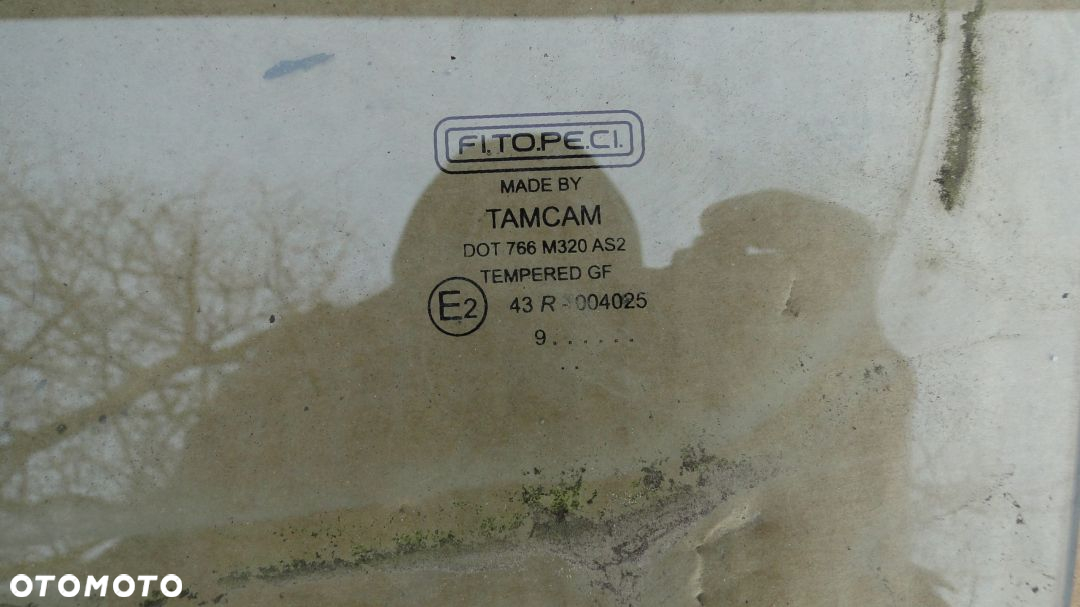 FI.TO.PE.CI.
MADE BY
TAMCAM
DOT 766 M320 AS2
TEMPERED GF
E2 43 R - 004025
9......
..
OTOMOTO